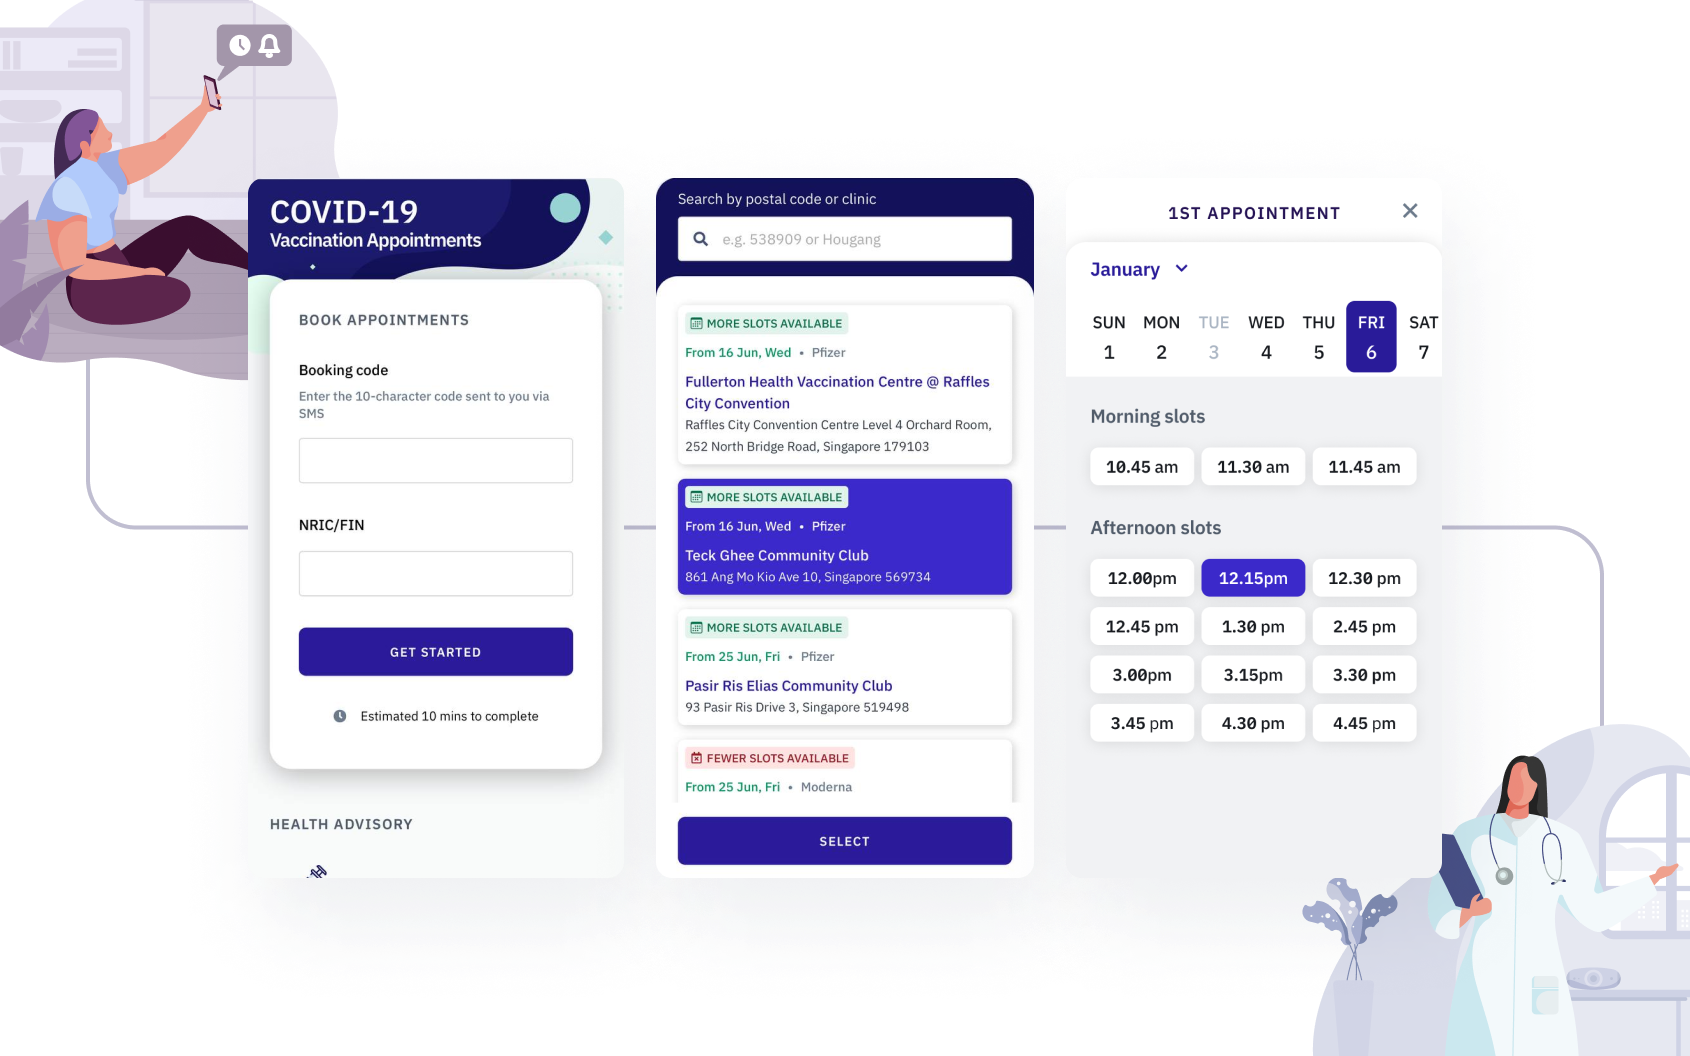 COVID-19
Vaccination Appointments
BOOK APPOINTMENTS
Booking code
Enter the 10-character code sent to you via
SMS
NRIC/FIN
GET STARTED
Estimated 10 mins to complete
HEALTH ADVISORY
Search by postal code or clinic
e.g. 538909 or Hougang
MORE SLOTS AVAILABLE
From 16 Jun, Wed • Pfizer
Fullerton Health Vaccination Centre @ Raffles
City Convention
Raffles City Convention Centre Level 4 Orchard Room,
252 North Bridge Road, Singapore 179103
MORE SLOTS AVAILABLE
From 16 Jun, Wed • Pfizer
Teck Ghee Community Club
861 Ang Mo Kio Ave 10, Singapore 569734
MORE SLOTS AVAILABLE
From 25 Jun, Fri • Pfizer
Pasir Ris Elias Community Club
93 Pasir Ris Drive 3, Singapore 519498
FEWER SLOTS AVAILABLE
From 25 Jun, Fri • Moderna
SELECT
1ST APPOINTMENT
January
SUN MON TUE WED THU FRI SAT
1 2 3 4 5 6 7
Morning slots
10.45 am 11.30 am 11.45 am
Afternoon slots
12.00pm 12.15pm 12.30 pm
12.45 pm 1.30 pm 2.45 pm
3.00pm 3.15pm 3.30 pm
3.45 pm 4.30 pm 4.45 pm